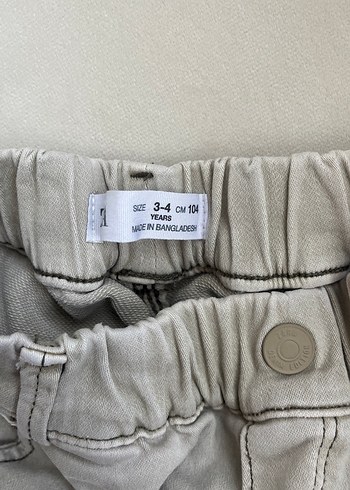 SIZE 3-4 CM 104
YEARS
MADE IN BANGLADESH